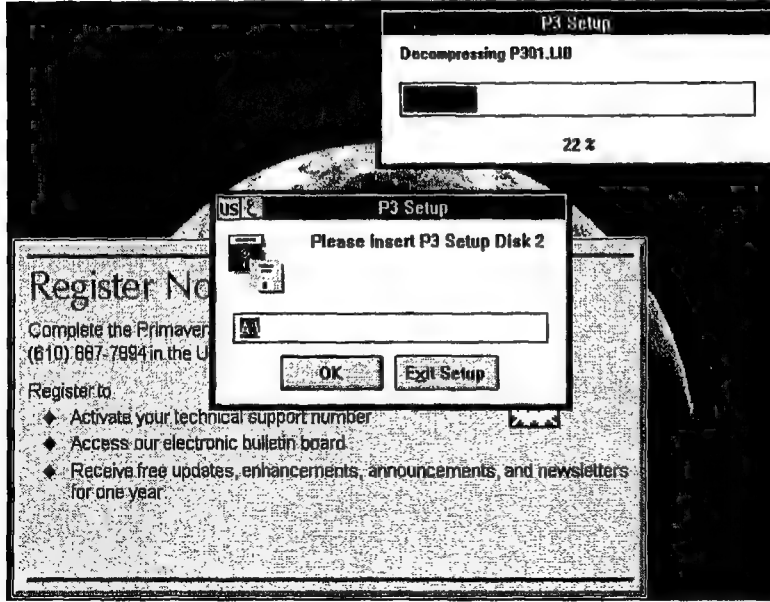 P3 Setup
Decompressing P301.LIB
22 %
US
P3 Setup
Please Insert P3 Setup Disk 2
A:\
OK
Exit Setup
Register No
Complete the Primaver
(610) 667-7894 in the U
Register to
◆ Activate your technical support number
◆ Access our electronic bulletin board
◆ Receive free updates, enhancements, announcements, and newsletters
for one year